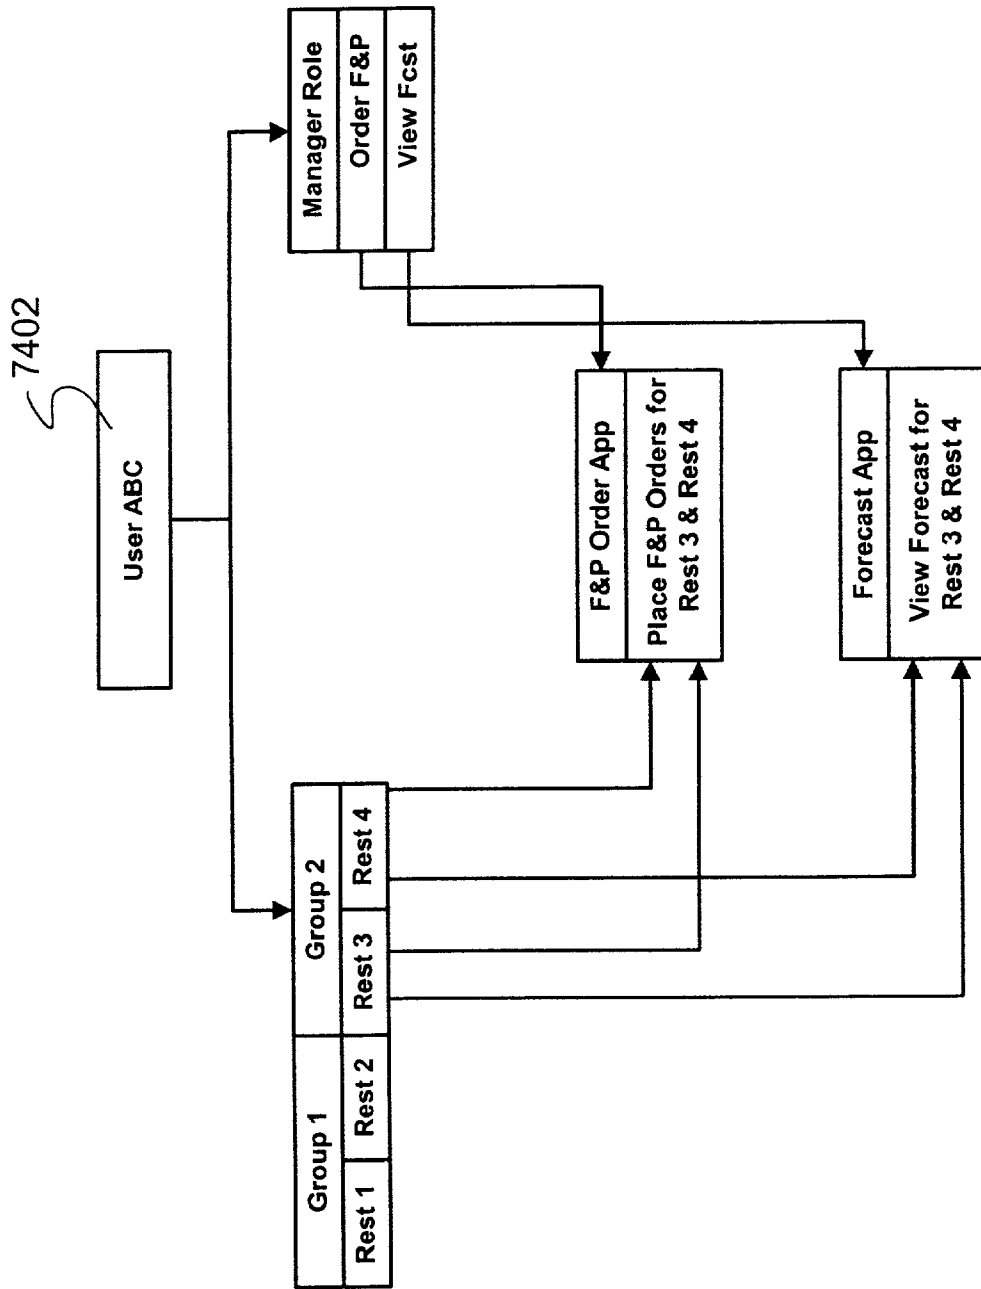 7402
User ABC
Group 1
Group 2
Rest 1
Rest 2
Rest 3
Rest 4
Manager Role
Order F&P
View Fcst
F&P Order App
Place F&P Orders for
Rest 3 & Rest 4
Forecast App
View Forecast for
Rest 3 & Rest 4